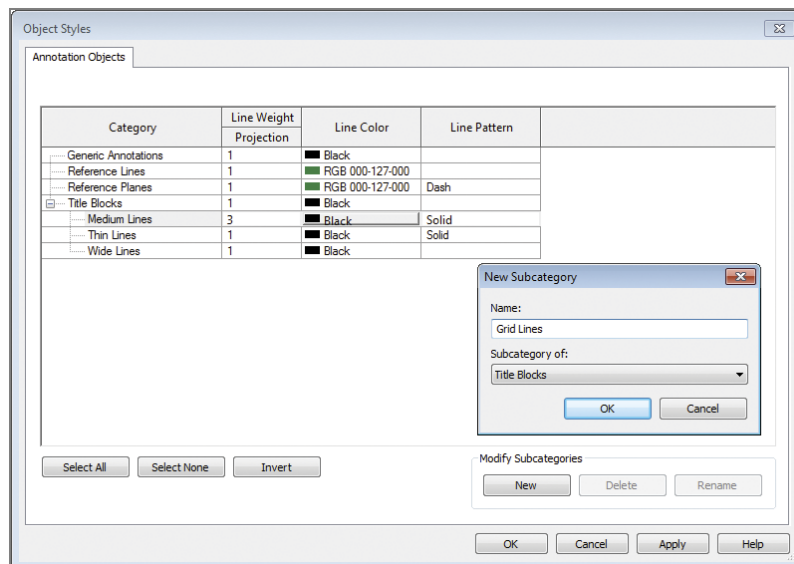 Object Styles
Annotation Objects
Category Line Weight Line Color Line Pattern
Projection
Generic Annotations 1 Black
Reference Lines 1 RGB 000-127-000
Reference Planes 1 RGB 000-127-000 Dash
Title Blocks 1 Black
Medium Lines 3 Black Solid
Thin Lines 1 Black Solid
Wide Lines 1 Black
New Subcategory
Name:
Grid Lines
Subcategory of:
Title Blocks
OK Cancel
Select All Select None Invert
Modify Subcategories
New Delete Rename
OK Cancel Apply Help